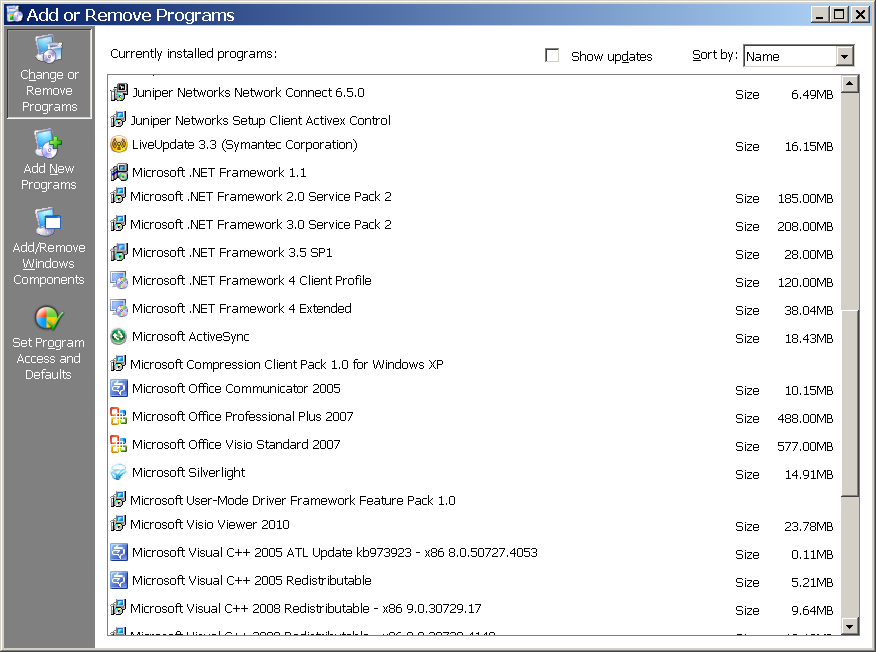 Add or Remove Programs
Change or
Remove
Programs
Add New
Programs
Add/Remove
Windows
Components
Set Program
Access and
Defaults
Currently installed programs:
Show updates
Sort by:
Name
Juniper Networks Network Connect 6.5.0 Size 6.49MB
Juniper Networks Setup Client Activex Control
LiveUpdate 3.3 (Symantec Corporation) Size 16.15MB
Microsoft .NET Framework 1.1
Microsoft .NET Framework 2.0 Service Pack 2 Size 185.00MB
Microsoft .NET Framework 3.0 Service Pack 2 Size 208.00MB
Microsoft .NET Framework 3.5 SP1 Size 28.00MB
Microsoft .NET Framework 4 Client Profile Size 120.00MB
Microsoft .NET Framework 4 Extended Size 38.04MB
Microsoft ActiveSync Size 18.43MB
Microsoft Compression Client Pack 1.0 for Windows XP
Microsoft Office Communicator 2005 Size 10.15MB
Microsoft Office Professional Plus 2007 Size 488.00MB
Microsoft Office Visio Standard 2007 Size 577.00MB
Microsoft Silverlight Size 14.91MB
Microsoft User-Mode Driver Framework Feature Pack 1.0
Microsoft Visio Viewer 2010 Size 23.78MB
Microsoft Visual C++ 2005 ATL Update kb973923 - x86 8.0.50727.4053 Size 0.11MB
Microsoft Visual C++ 2005 Redistributable Size 5.21MB
Microsoft Visual C++ 2008 Redistributable - x86 9.0.30729.17 Size 9.64MB